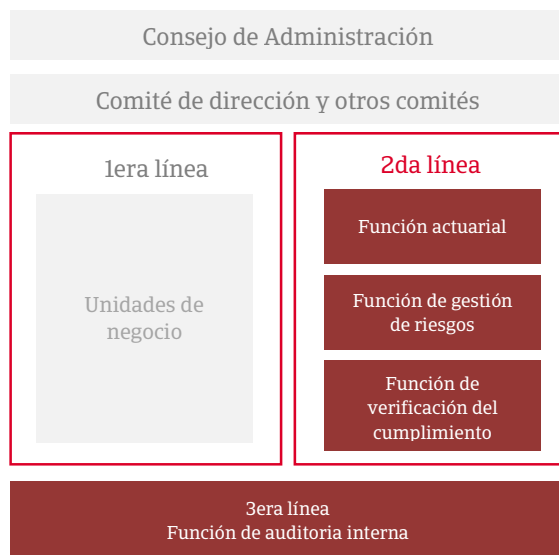 Consejo de Administración
Comité de dirección y otros comités
1era línea
Unidades de
negocio
2da línea
Función actuarial
Función de gestión
de riesgos
Función de
verificación del
cumplimiento
3era línea
Función de auditoria interna